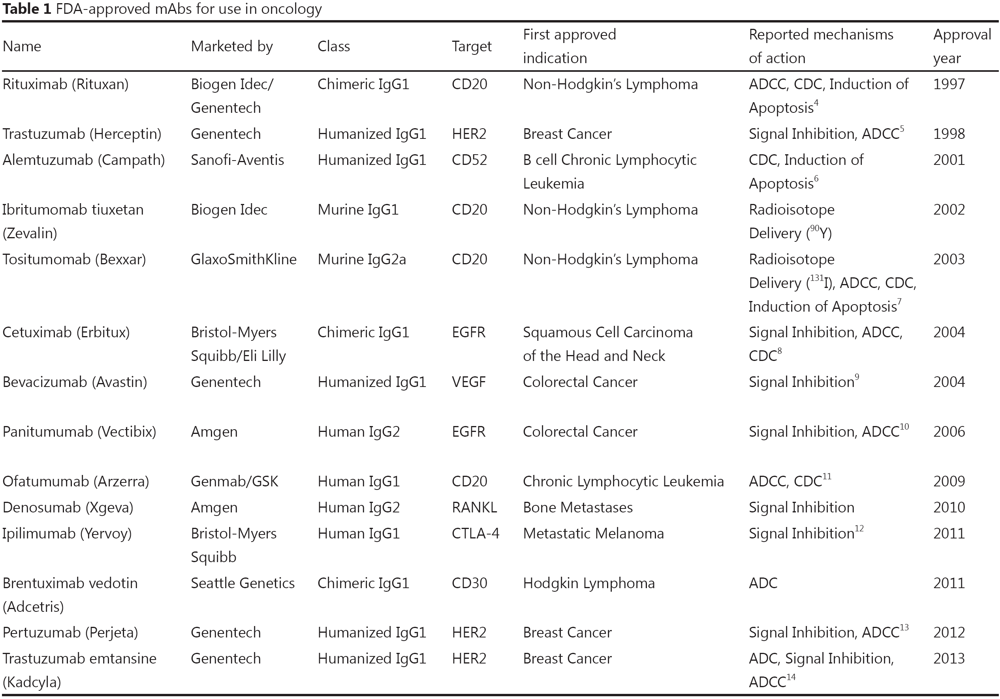 Table 1 FDA-approved mAbs for use in oncology
Name Marketed by Class Target First approved indication Reported mechanisms of action Approval year
Rituximab (Rituxan) Biogen Idec/ Chimeric IgG1 CD20 Non-Hodgkin’s Lymphoma ADCC, CDC, Induction of 1997
Genentech Apoptosis4
Trastuzumab (Herceptin) Genentech Humanized IgG1 HER2 Breast Cancer Signal Inhibition, ADCC5 1998
Alemtuzumab (Campath) Sanofi-Aventis Humanized IgG1 CD52 B cell Chronic Lymphocytic CDC, Induction of 2001
Leukemia Apoptosis6
Ibritumomab tiuxetan Biogen Idec Murine IgG1 CD20 Non-Hodgkin’s Lymphoma Radioisotope 2002
(Zevalin) Delivery (90Y)
Tositumomab (Bexxar) GlaxoSmithKline Murine IgG2a CD20 Non-Hodgkin’s Lymphoma Radioisotope 2003
Delivery (131I), ADCC, CDC,
Induction of Apoptosis7
Cetuximab (Erbitux) Bristol-Myers Chimeric IgG1 EGFR Squamous Cell Carcinoma Signal Inhibition, ADCC, 2004
Squibb/Eli Lilly of the Head and Neck CDC8
Bevacizumab (Avastin) Genentech Humanized IgG1 VEGF Colorectal Cancer Signal Inhibition9 2004
Panitumumab (Vectibix) Amgen Human IgG2 EGFR Colorectal Cancer Signal Inhibition, ADCC10 2006
Ofatumumab (Arzerra) Genmab/GSK Human IgG1 CD20 Chronic Lymphocytic Leukemia ADCC, CDC11 2009
Denosumab (Xgeva) Amgen Human IgG2 RANKL Bone Metastases Signal Inhibition 2010
Ipilimumab (Yervoy) Bristol-Myers Human IgG1 CTLA-4 Metastatic Melanoma Signal Inhibition12 2011
Squibb
Brentuximab vedotin Seattle Genetics Chimeric IgG1 CD30 Hodgkin Lymphoma ADC 2011
(Adcetris)
Pertuzumab (Perjeta) Genentech Humanized IgG1 HER2 Breast Cancer Signal Inhibition, ADCC13 2012
Trastuzumab emtansine Genentech Humanized IgG1 HER2 Breast Cancer ADC, Signal Inhibition, 2013
(Kadcyla) ADCC14